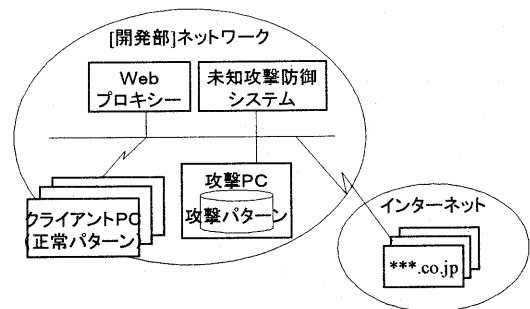 [開発部]ネットワーク
Web
プロキシー
未知攻撃防御
システム
攻撃PC
攻撃パターン
クライアントPC
正常パターン
インターネット
***.co.jp